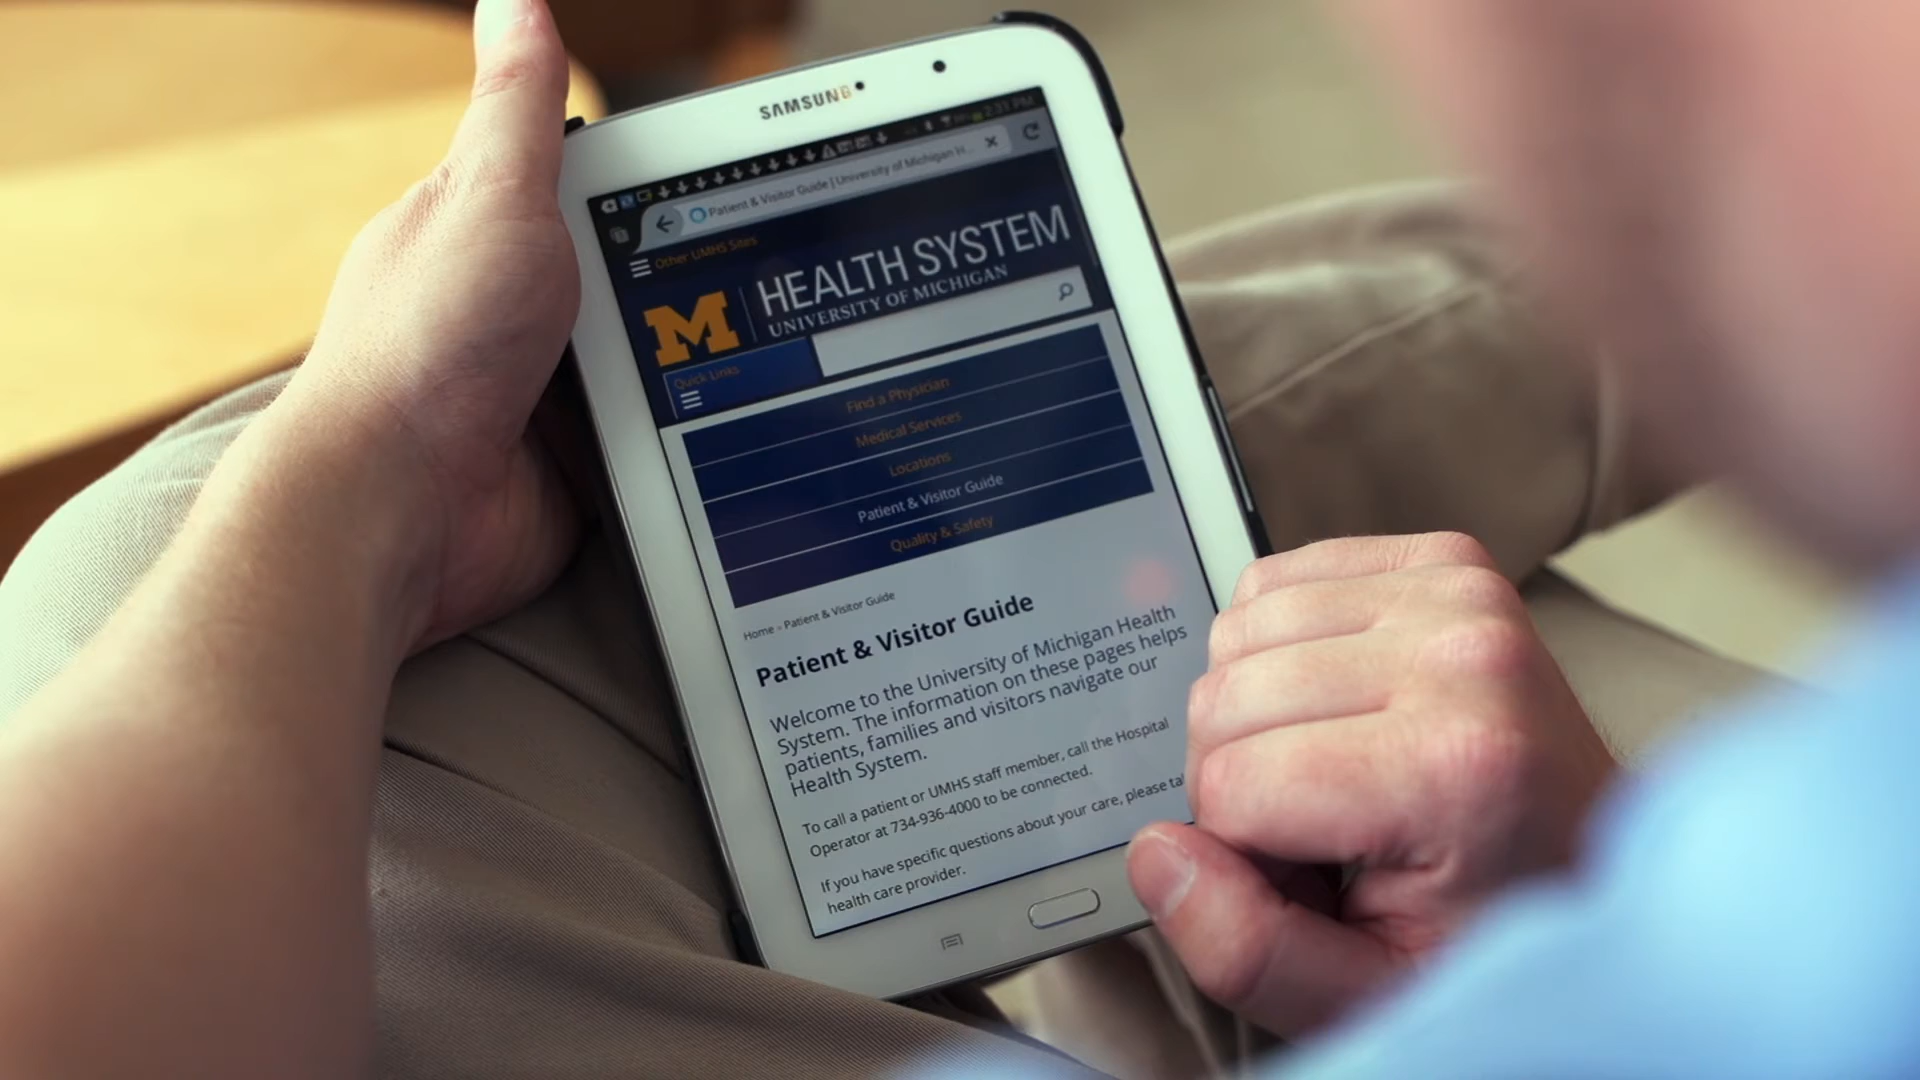 SAMSUNG
2:31 PM
Patient & Visitor Guide | University of Michigan H...
Other UMHS Sites
M
HEALTH SYSTEM
UNIVERSITY OF MICHIGAN
Quick Links
Find a Physician
Medical Services
Locations
Patient & Visitor Guide
Quality & Safety
Home » Patient & Visitor Guide
Patient & Visitor Guide
Welcome to the University of Michigan Health
System. The information on these pages helps
patients, families and visitors navigate our
Health System.
To call a patient or UMHS staff member, call the Hospital
Operator at 734-936-4000 to be connected.
If you have specific questions about your care, please ta
health care provider.